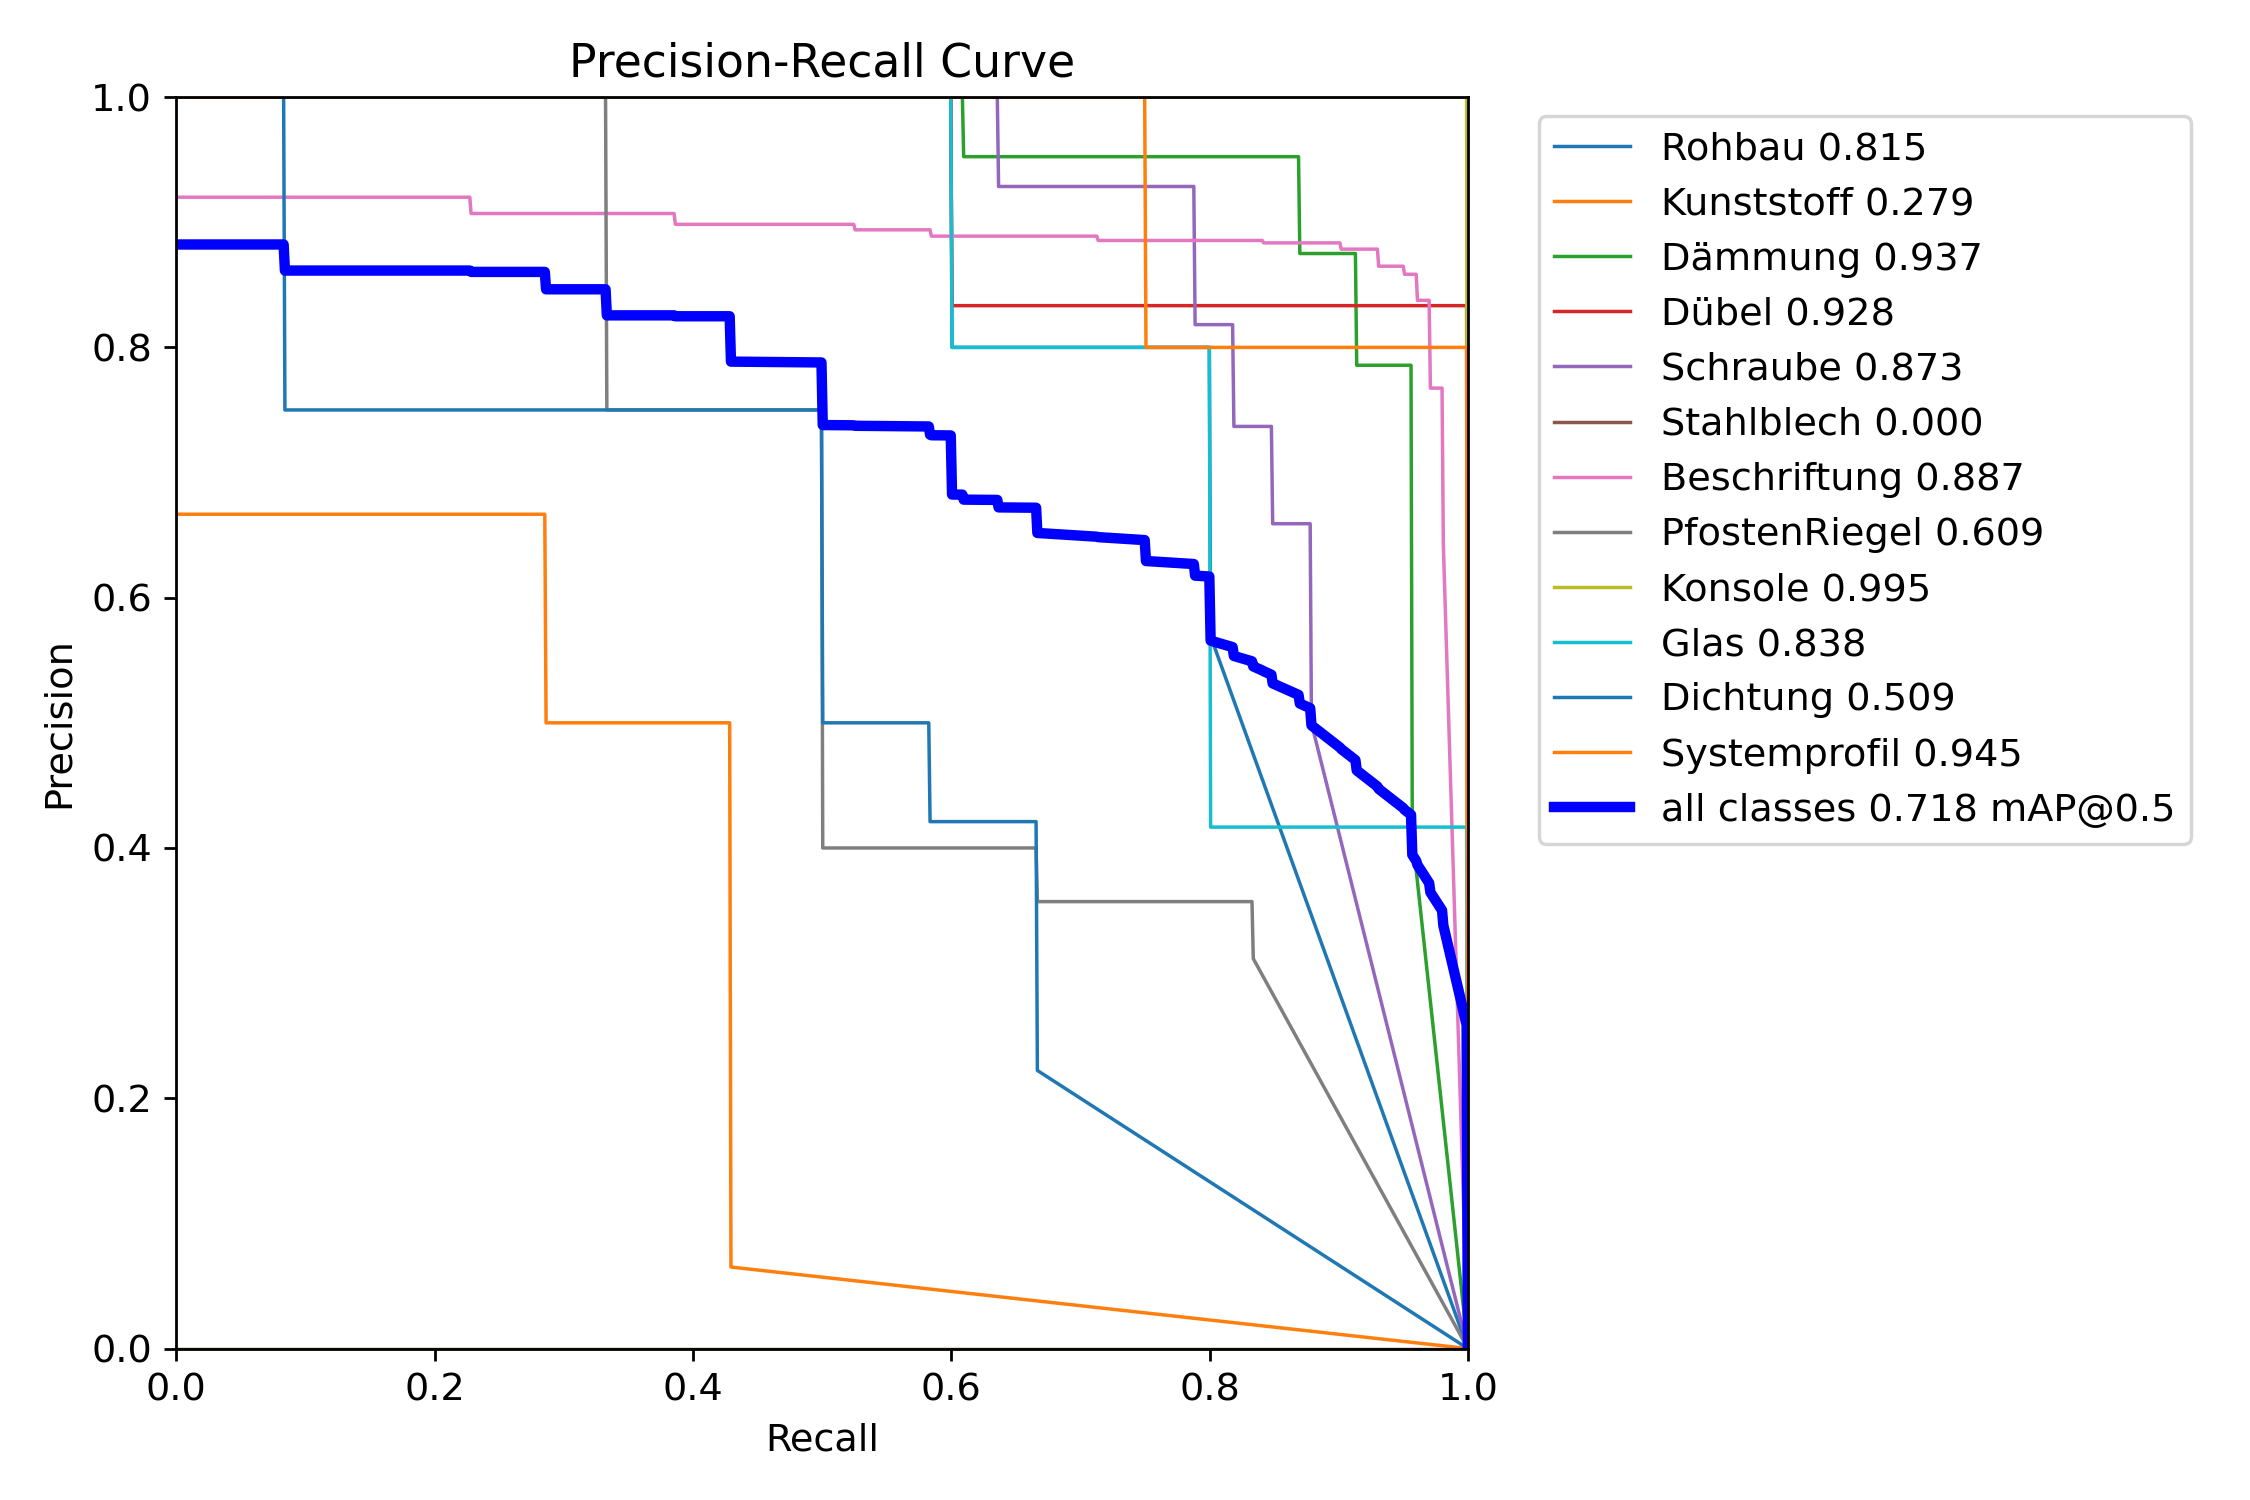 Precision-Recall Curve
1.0
0.8
0.6
0.4
0.2
0.0
Precision
0.0 0.2 0.4 0.6 0.8 1.0
Recall
Rohbau 0.815
Kunststoff 0.279
Dämmung 0.937
Dübel 0.928
Schraube 0.873
Stahlblech 0.000
Beschriftung 0.887
PfostenRiegel 0.609
Konsole 0.995
Glas 0.838
Dichtung 0.509
Systemprofil 0.945
all classes 0.718 mAP@0.5